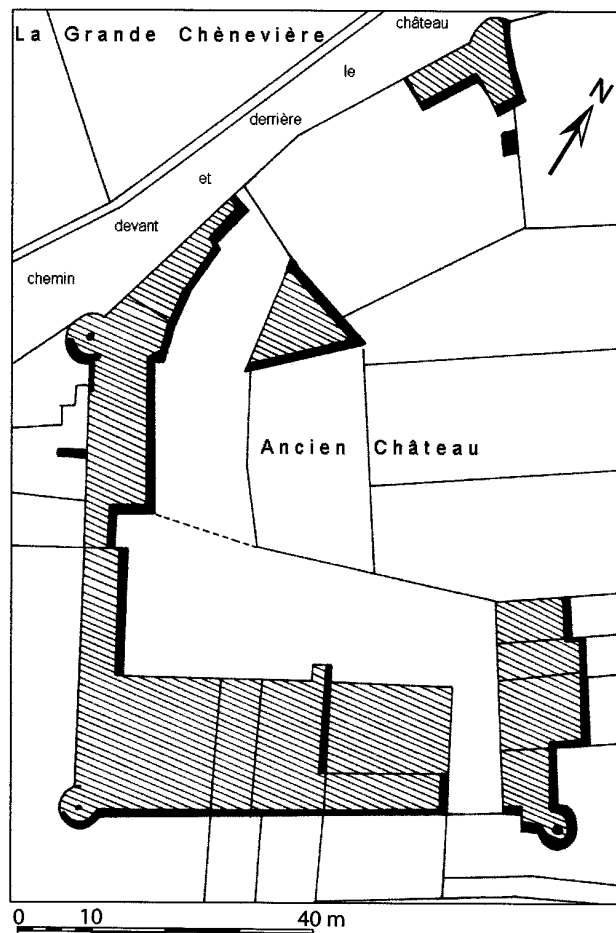 La Grande Chènevière
château
le
derrière
et
devant
chemin
N
Ancien Château
0 10 40 m